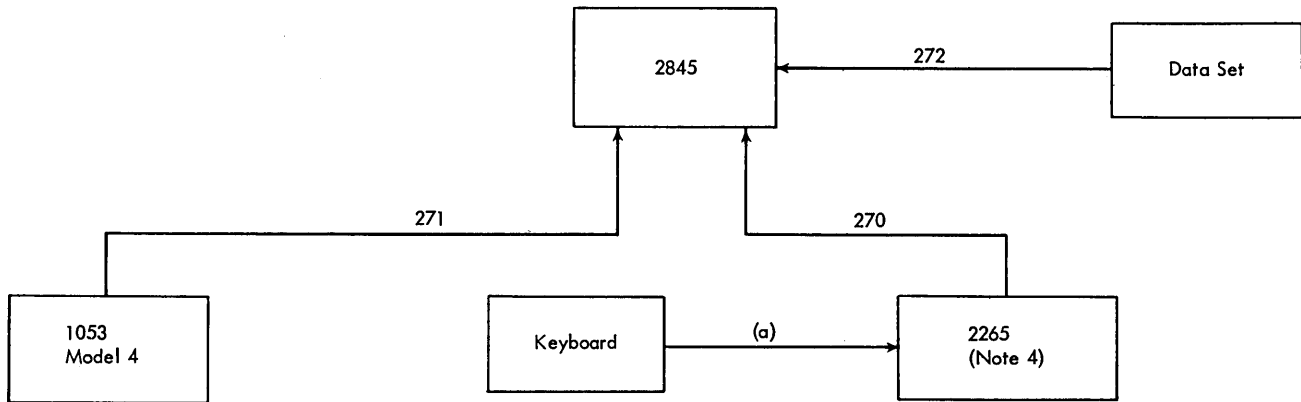 2845
272
Data Set
271
270
1053
Model 4
Keyboard
(a)
2265
(Note 4)